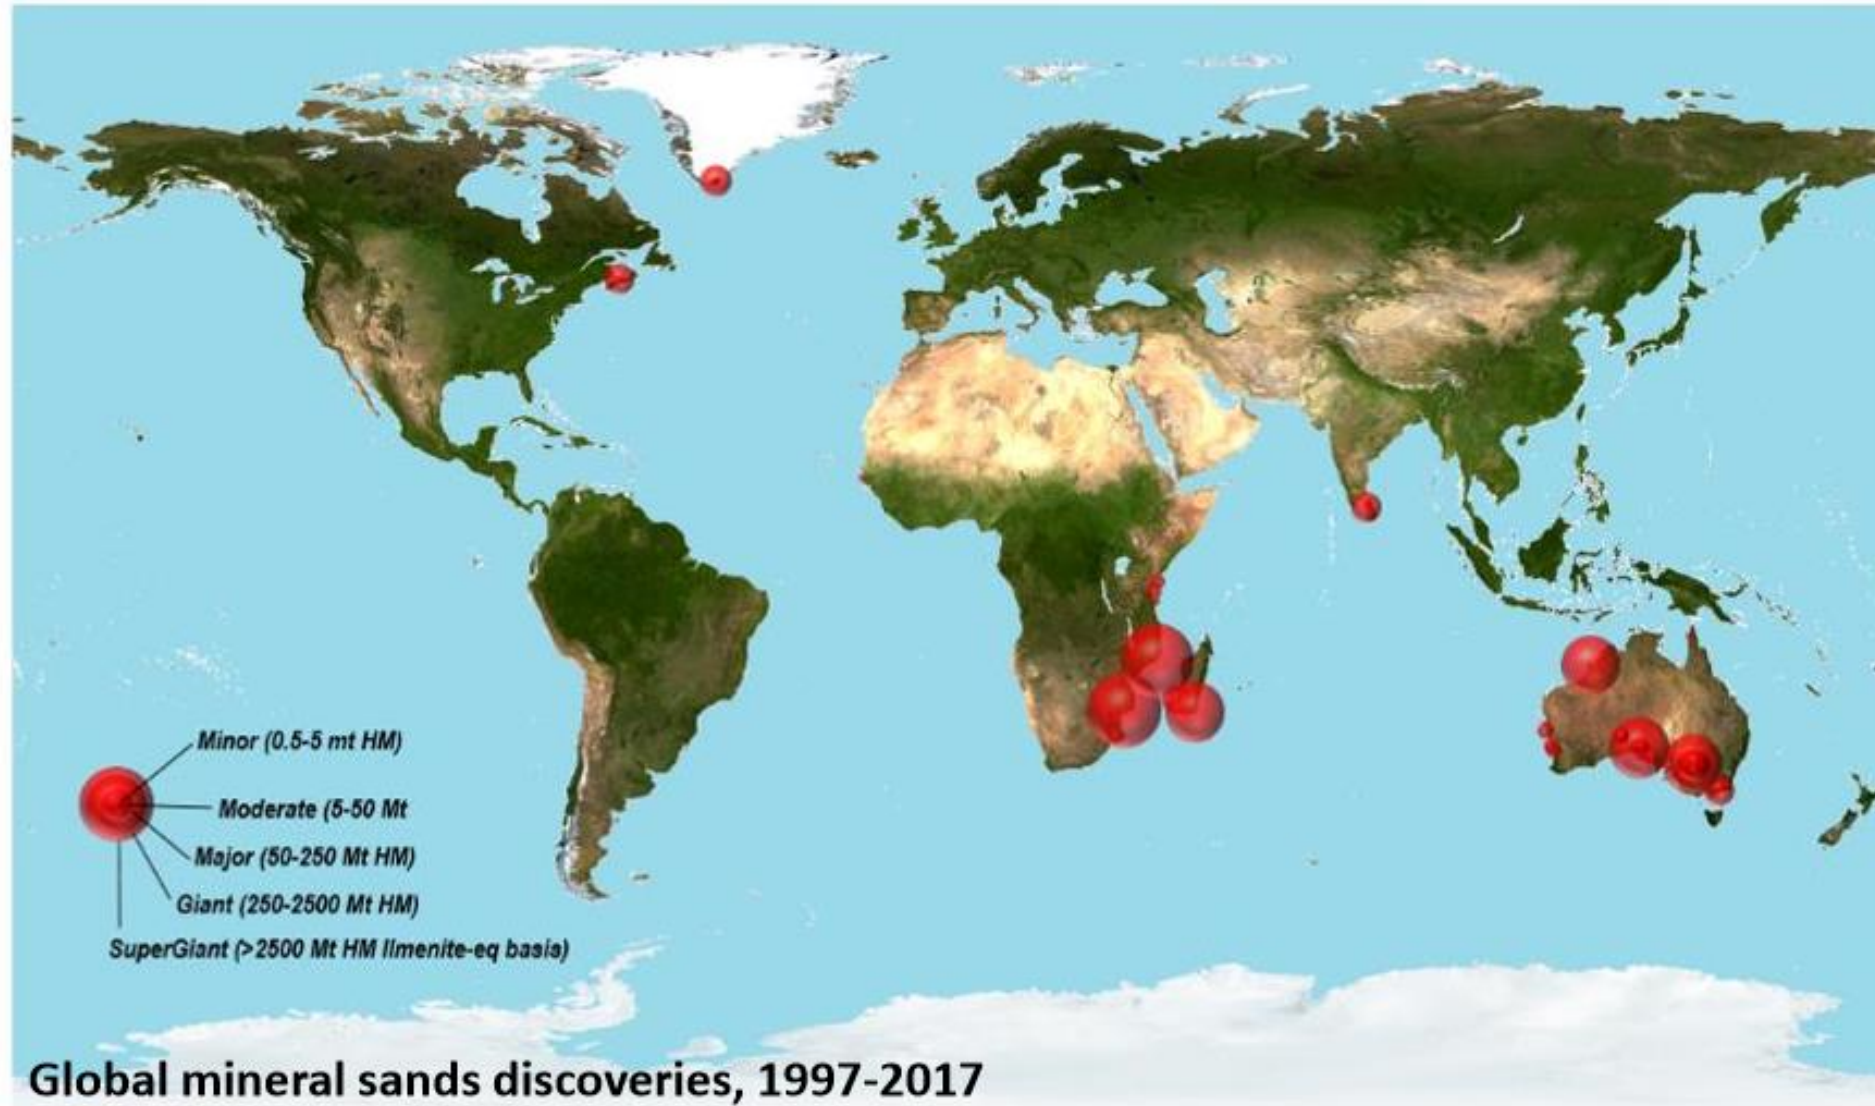 Minor (0.5-5 mt HM)
Moderate (5-50 Mt
Major (50-250 Mt HM)
Giant (250-2500 Mt HM)
SuperGiant (>2500 Mt HM Ilmenite-eq basis)
Global mineral sands discoveries, 1997-2017